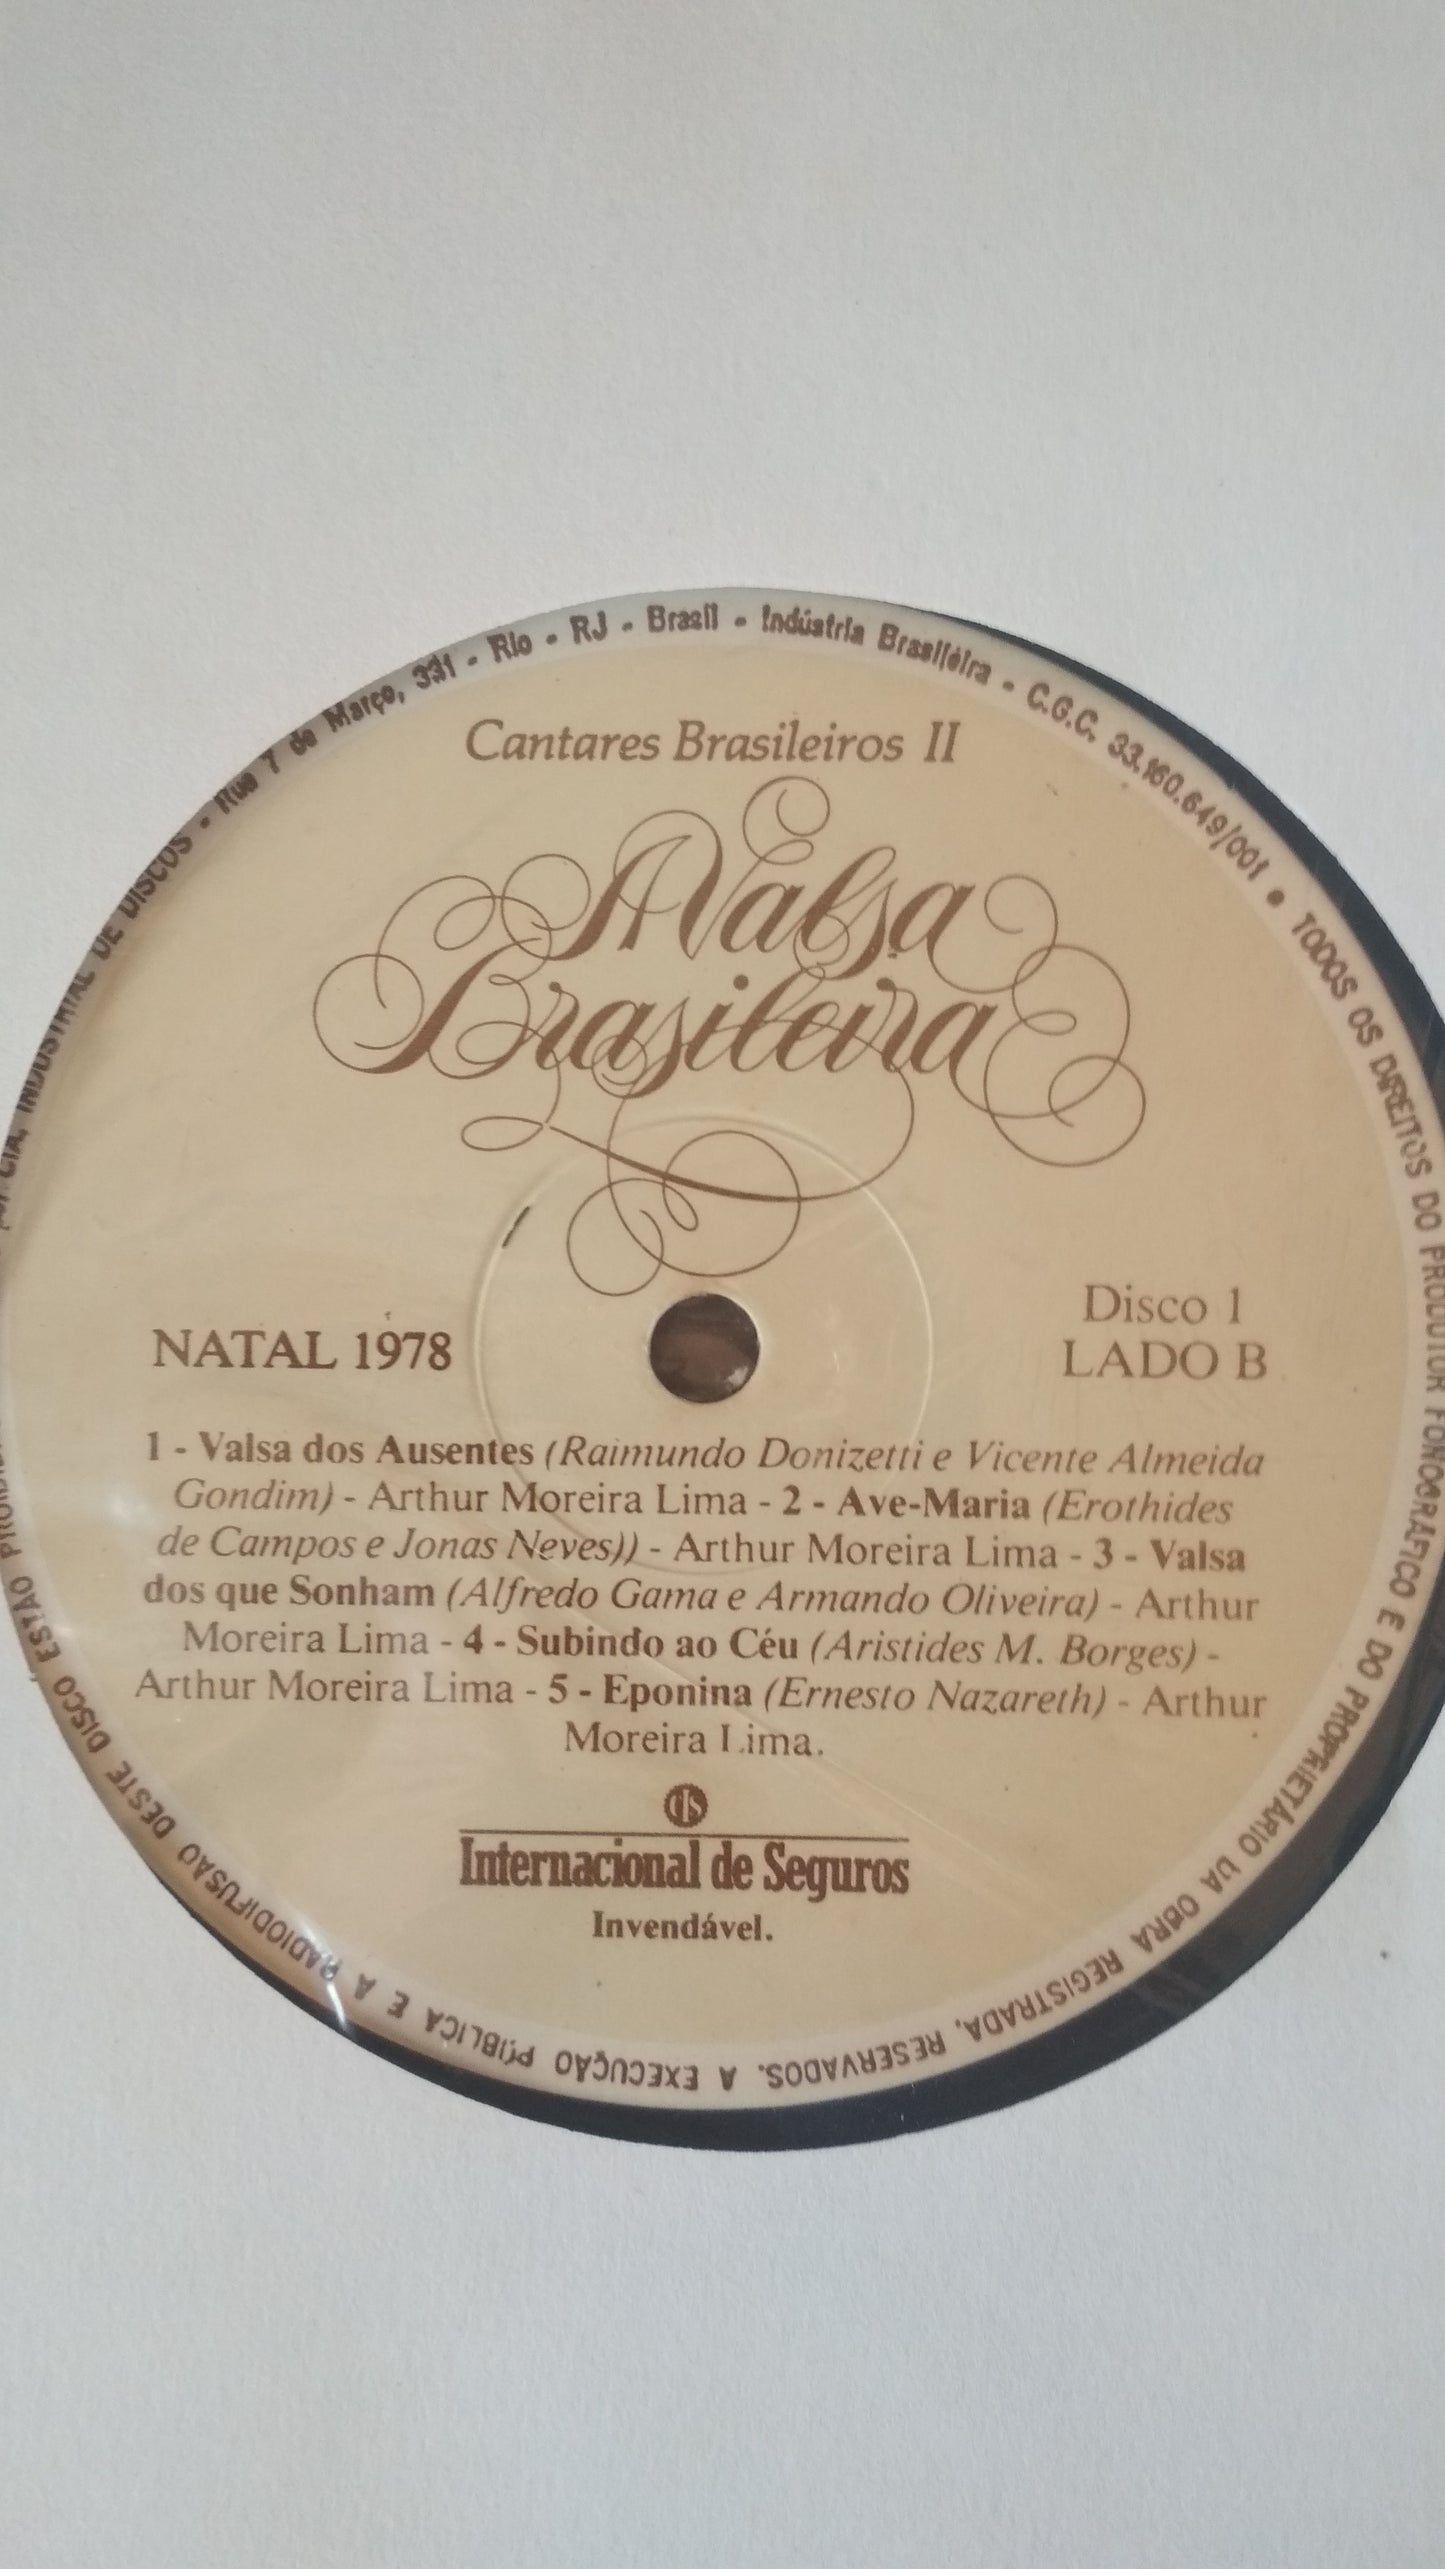 CIA. INDUSTRIAL DE DISCOS - Rua 7 de Março, 331 - Rio - RJ - Brasil - Indústria Brasileira - C.G.C. 33.160.649/001 • TODOS OS DIREITOS DO PRODUTOR FONOGRÁFICO E DO PROPRIETÁRIO DA OBRA REGISTRADA, RESERVADOS. A EXECUÇÃO PÚBLICA E A RADIODIFUSÃO DESTE DISCO ESTÃO
Cantares Brasileiros II
A Valsa
Brasileira
NATAL 1978
Disco 1
LADO B
1 - Valsa dos Ausentes (Raimundo Donizetti e Vicente Almeida
Gondim) - Arthur Moreira Lima - 2 - Ave-Maria (Erothides
de Campos e Jonas Neves)) - Arthur Moreira Lima - 3 - Valsa
dos que Sonham (Alfredo Gama e Armando Oliveira) - Arthur
Moreira Lima - 4 - Subindo ao Céu (Aristides M. Borges) -
Arthur Moreira Lima - 5 - Eponina (Ernesto Nazareth) - Arthur
Moreira Lima.
Internacional de Seguros
Invendável.